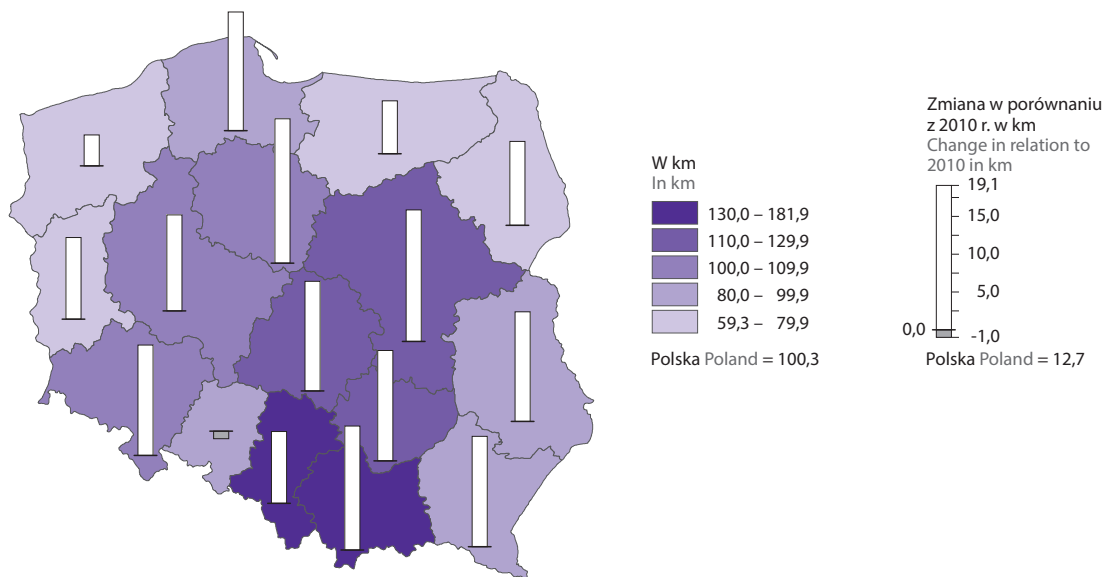 W km
In km
130,0 – 181,9
110,0 – 129,9
100,0 – 109,9
80,0 – 99,9
59,3 – 79,9
Polska Poland = 100,3
Zmiana w porównaniu
z 2010 r. w km
Change in relation to
2010 in km
19,1
15,0
10,0
5,0
0,0
-1,0
Polska Poland = 12,7